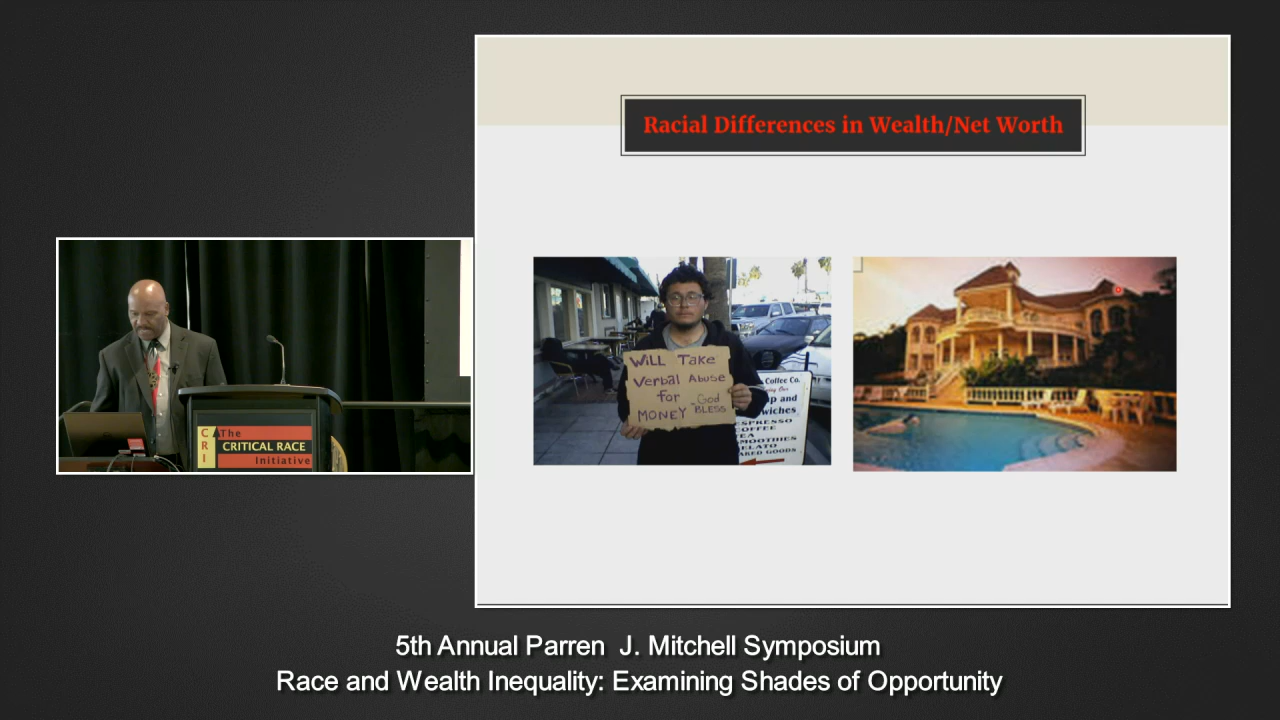 Racial Differences in Wealth/Net Worth
WiLL Take
Verbal Abuse
for
God
MONEY BLESS
Coffee Co.
p and
wiches
SPRESSO
COFFEE
TEA
SMOOTHIES
GELATO
BAKED GOODS
C The
R CRITICAL RACE
I Initiative
5th Annual Parren J. Mitchell Symposium
Race and Wealth Inequality: Examining Shades of Opportunity